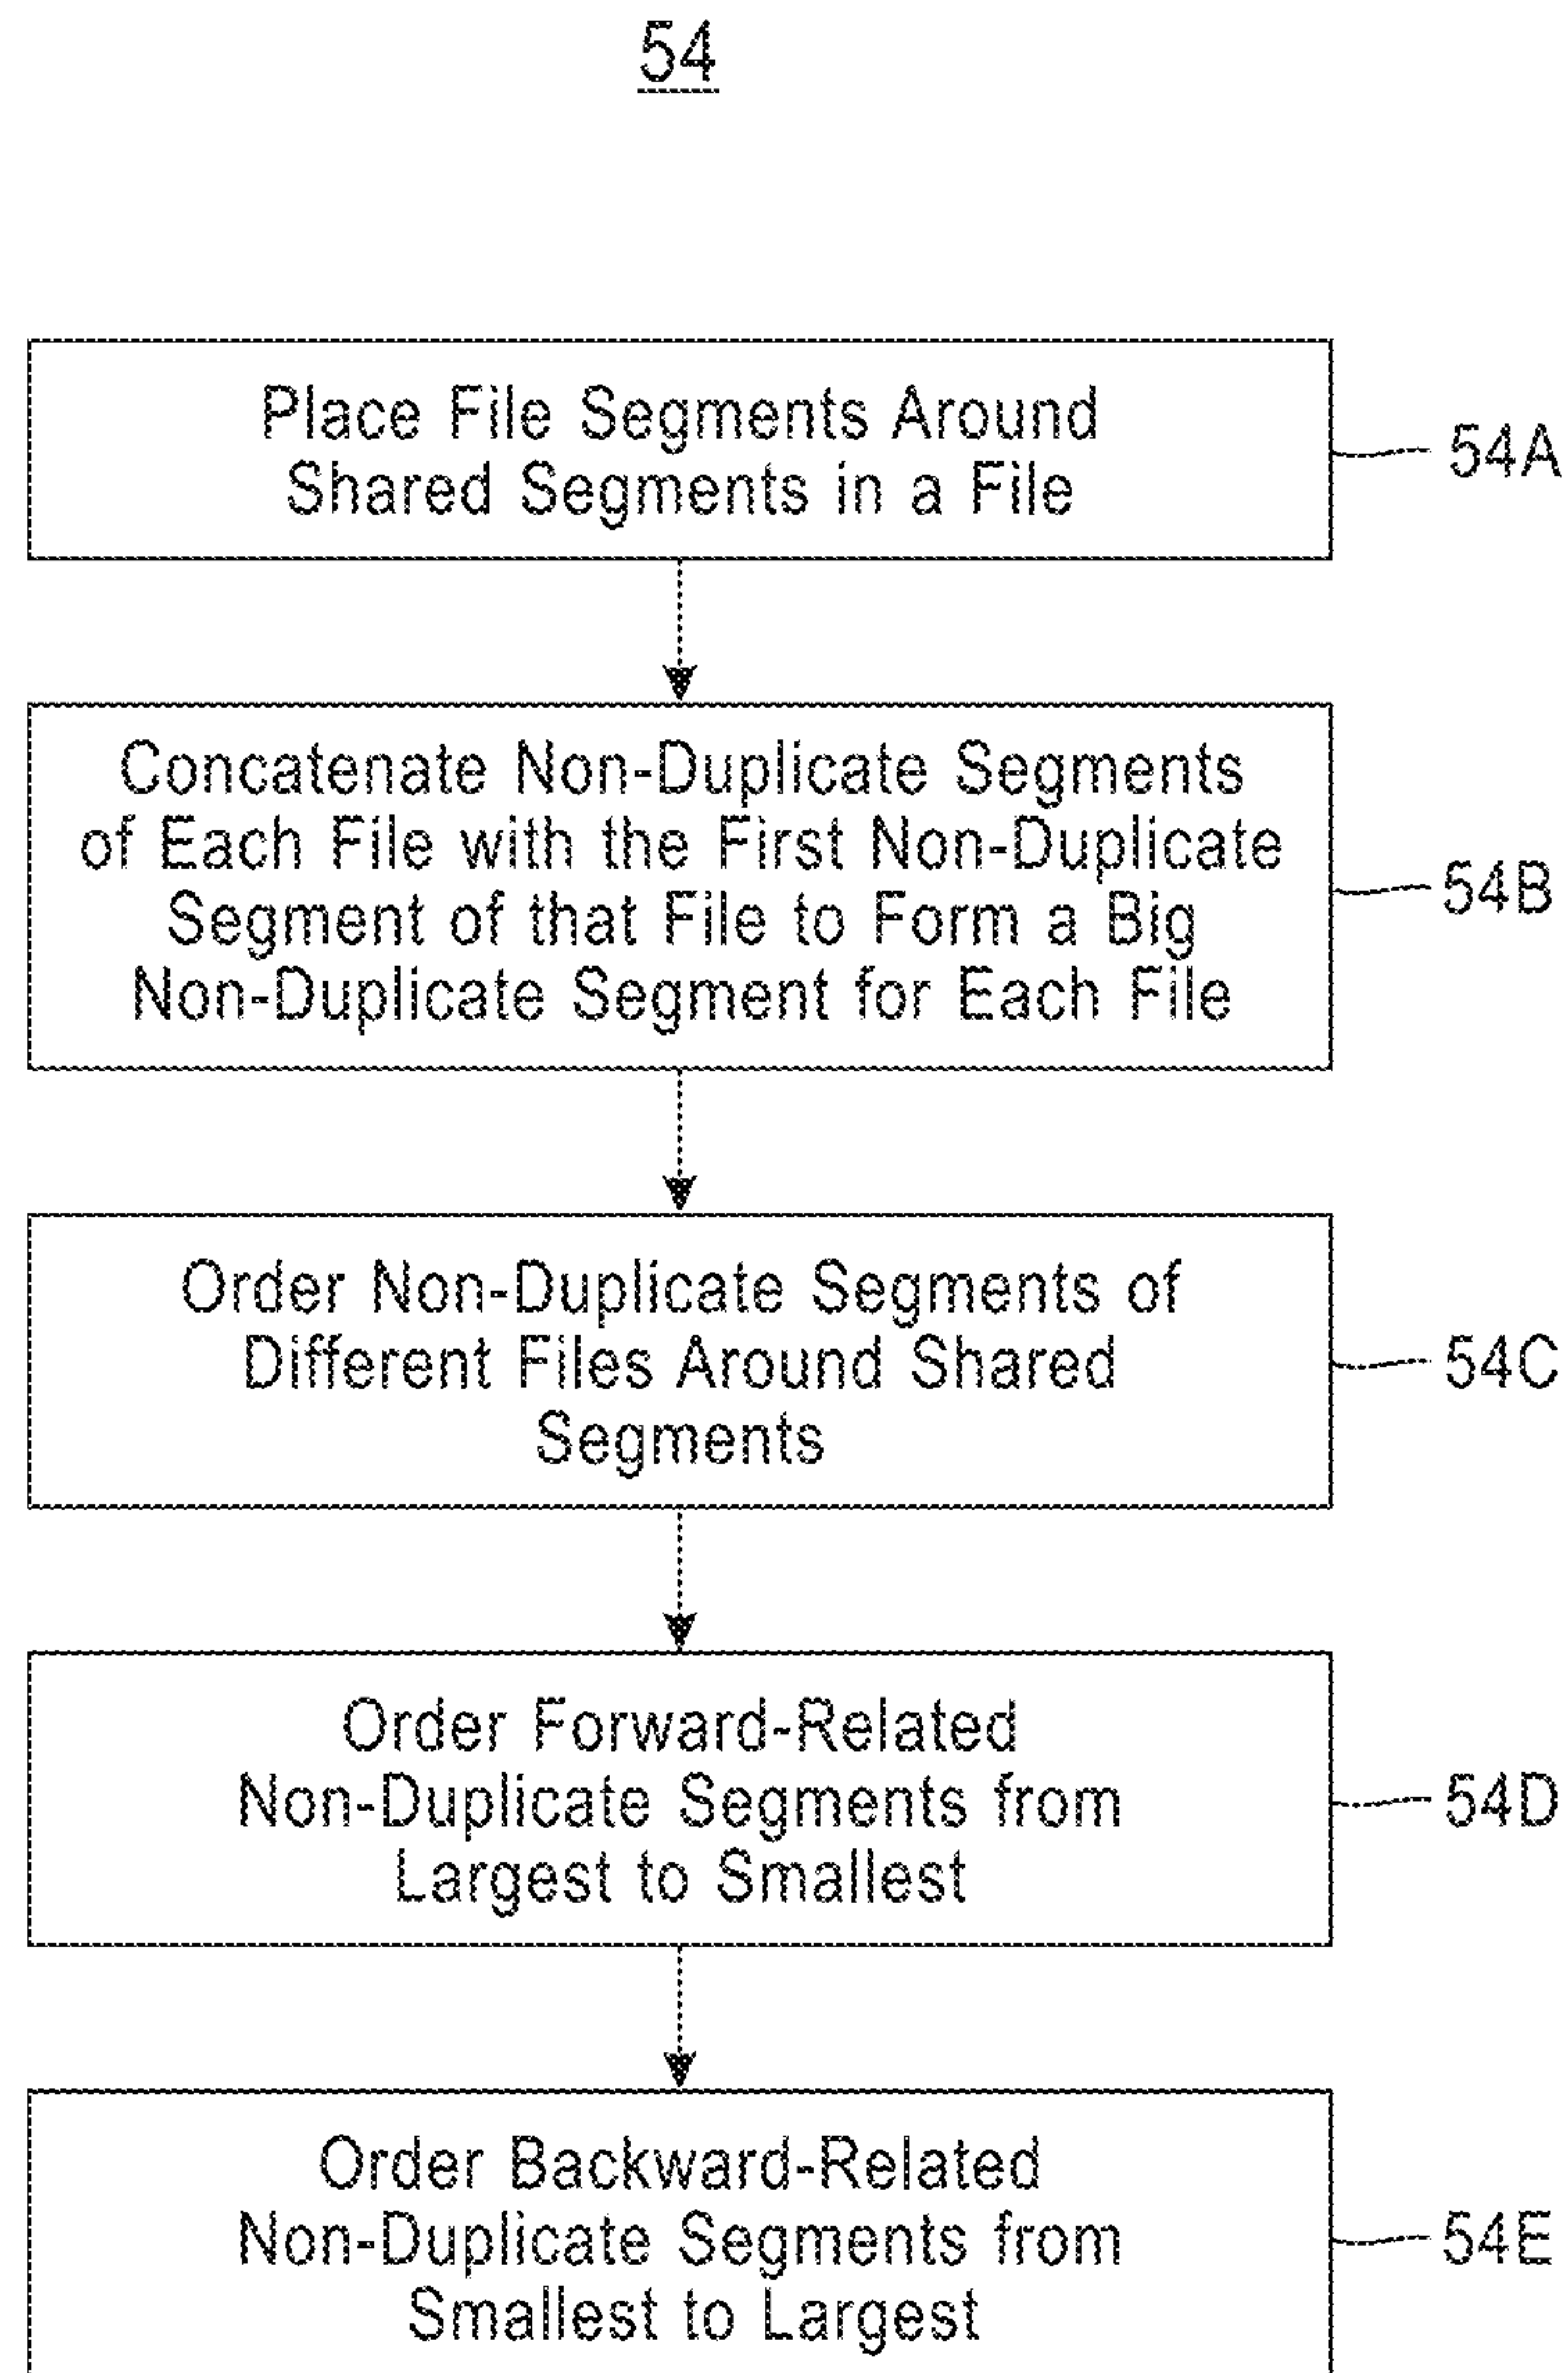 54
Place File Segments Around
Shared Segments in a File
54A
Concatenate Non-Duplicate Segments
of Each File with the First Non-Duplicate
Segment of that File to Form a Big
Non-Duplicate Segment for Each File
54B
Order Non-Duplicate Segments of
Different Files Around Shared
Segments
54C
Order Forward-Related
Non-Duplicate Segments from
Largest to Smallest
54D
Order Backward-Related
Non-Duplicate Segments from
Smallest to Largest
54E